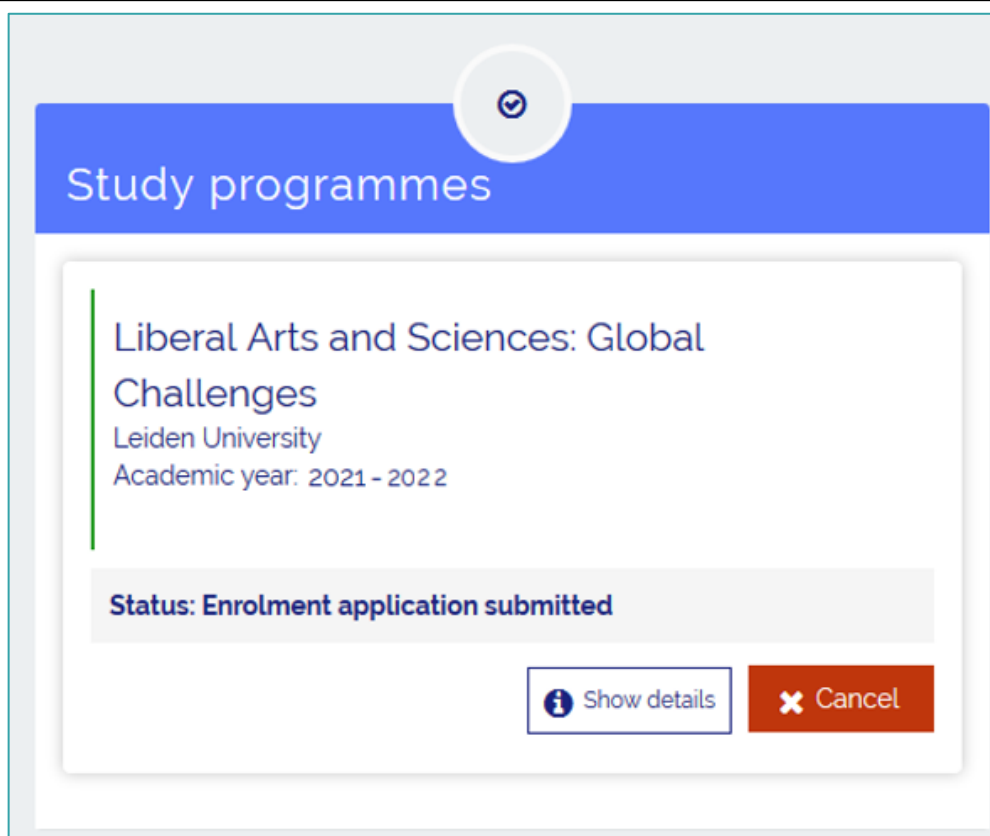 Study programmes
Liberal Arts and Sciences: Global
Challenges
Leiden University
Academic year: 2021 - 2022
Status: Enrolment application submitted
Show details
Cancel